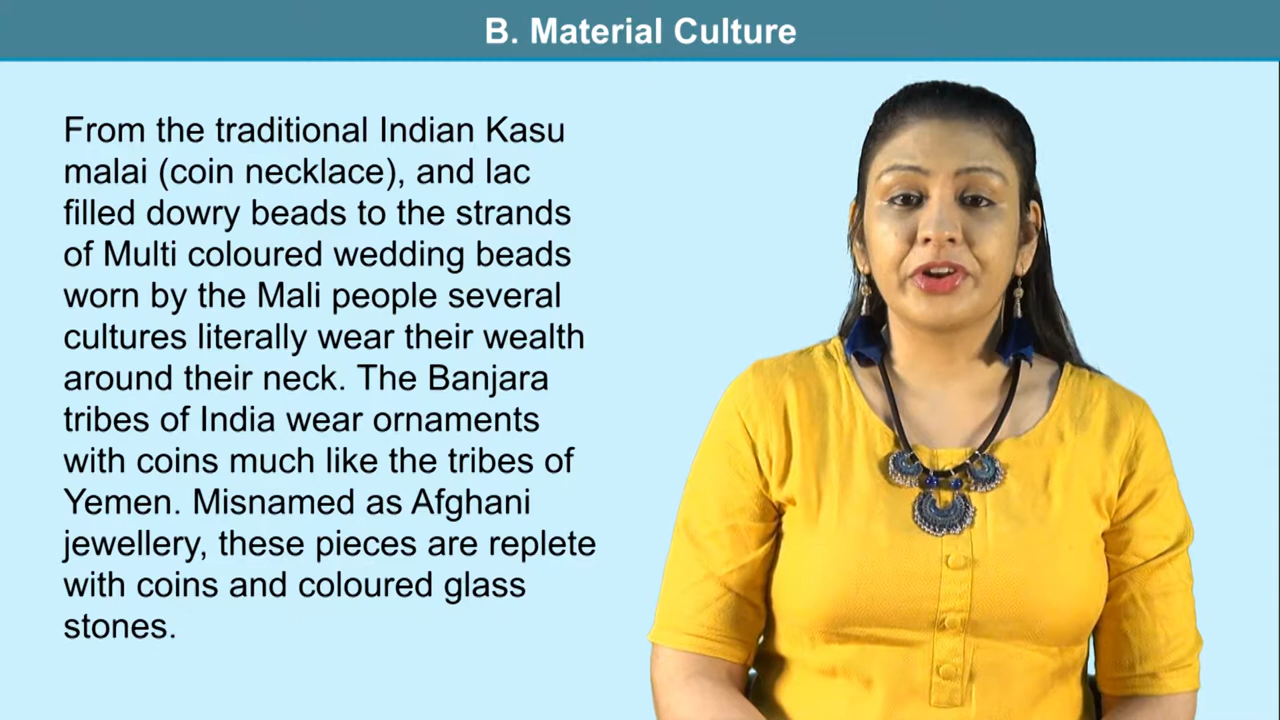 B. Material Culture
From the traditional Indian Kasu
malai (coin necklace), and lac
filled dowry beads to the strands
of Multi coloured wedding beads
worn by the Mali people several
cultures literally wear their wealth
around their neck. The Banjara
tribes of India wear ornaments
with coins much like the tribes of
Yemen. Misnamed as Afghani
jewellery, these pieces are replete
with coins and coloured glass
stones.